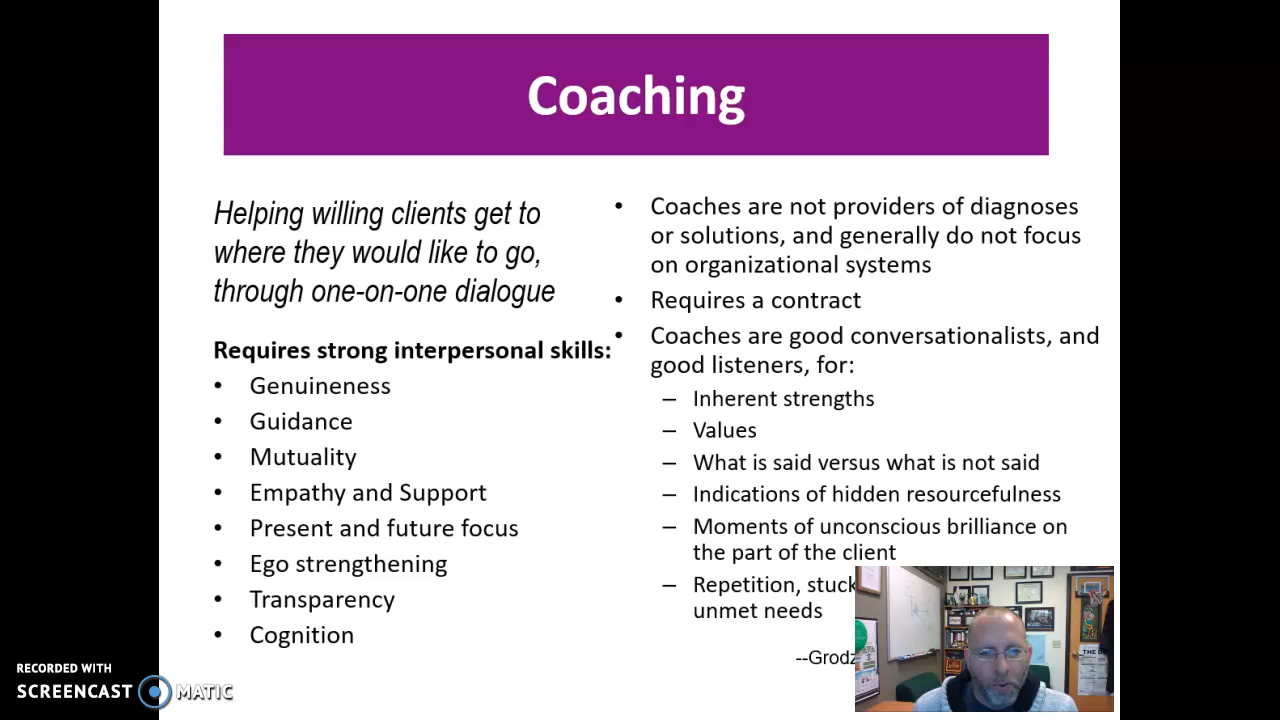 Coaching
Helping willing clients get to
where they would like to go,
through one-on-one dialogue
Requires strong interpersonal skills:
• Genuineness
• Guidance
• Mutuality
• Empathy and Support
• Present and future focus
• Ego strengthening
• Transparency
• Cognition
• Coaches are not providers of diagnoses
or solutions, and generally do not focus
on organizational systems
• Requires a contract
• Coaches are good conversationalists, and
good listeners, for:
– Inherent strengths
– Values
– What is said versus what is not said
– Indications of hidden resourcefulness
– Moments of unconscious brilliance on
the part of the client
– Repetition, stuck
unmet needs
--Grodz
THE
RECORDED WITH
SCREENCAST MATIC